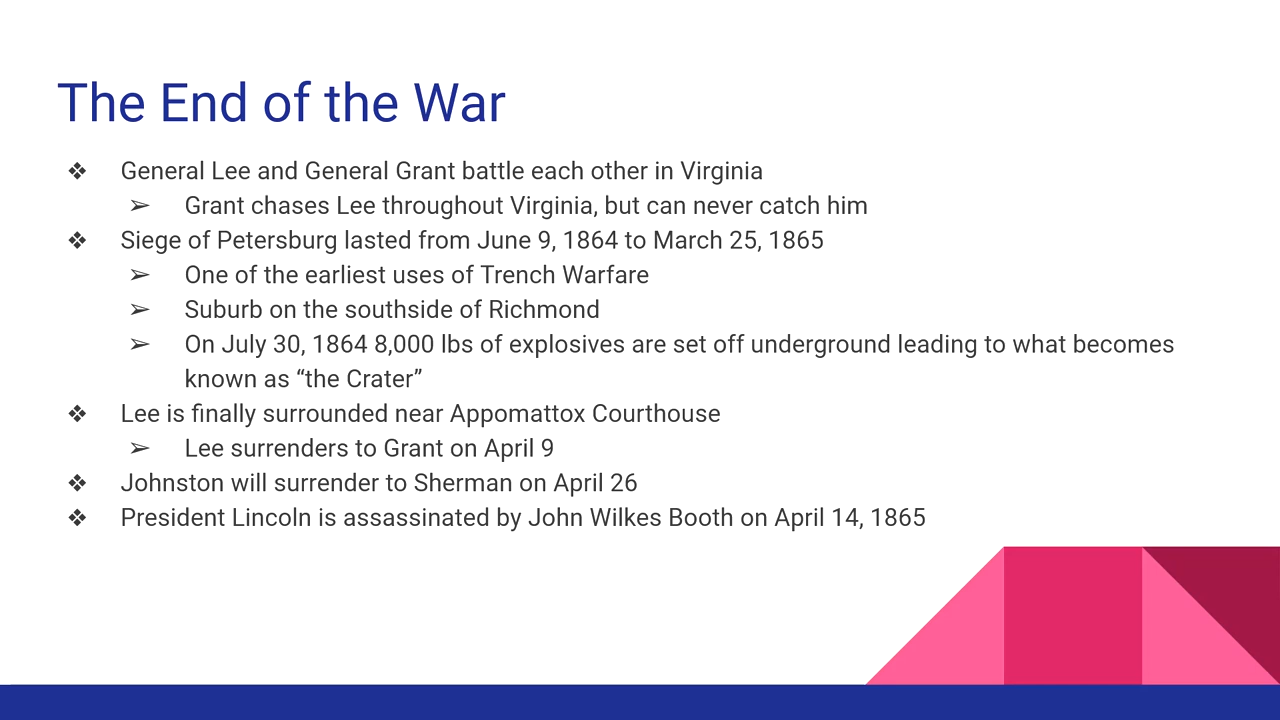 The End of the War
❖ General Lee and General Grant battle each other in Virginia
➢ Grant chases Lee throughout Virginia, but can never catch him
❖ Siege of Petersburg lasted from June 9, 1864 to March 25, 1865
➢ One of the earliest uses of Trench Warfare
➢ Suburb on the southside of Richmond
➢ On July 30, 1864 8,000 lbs of explosives are set off underground leading to what becomes
known as “the Crater”
❖ Lee is finally surrounded near Appomattox Courthouse
➢ Lee surrenders to Grant on April 9
❖ Johnston will surrender to Sherman on April 26
❖ President Lincoln is assassinated by John Wilkes Booth on April 14, 1865